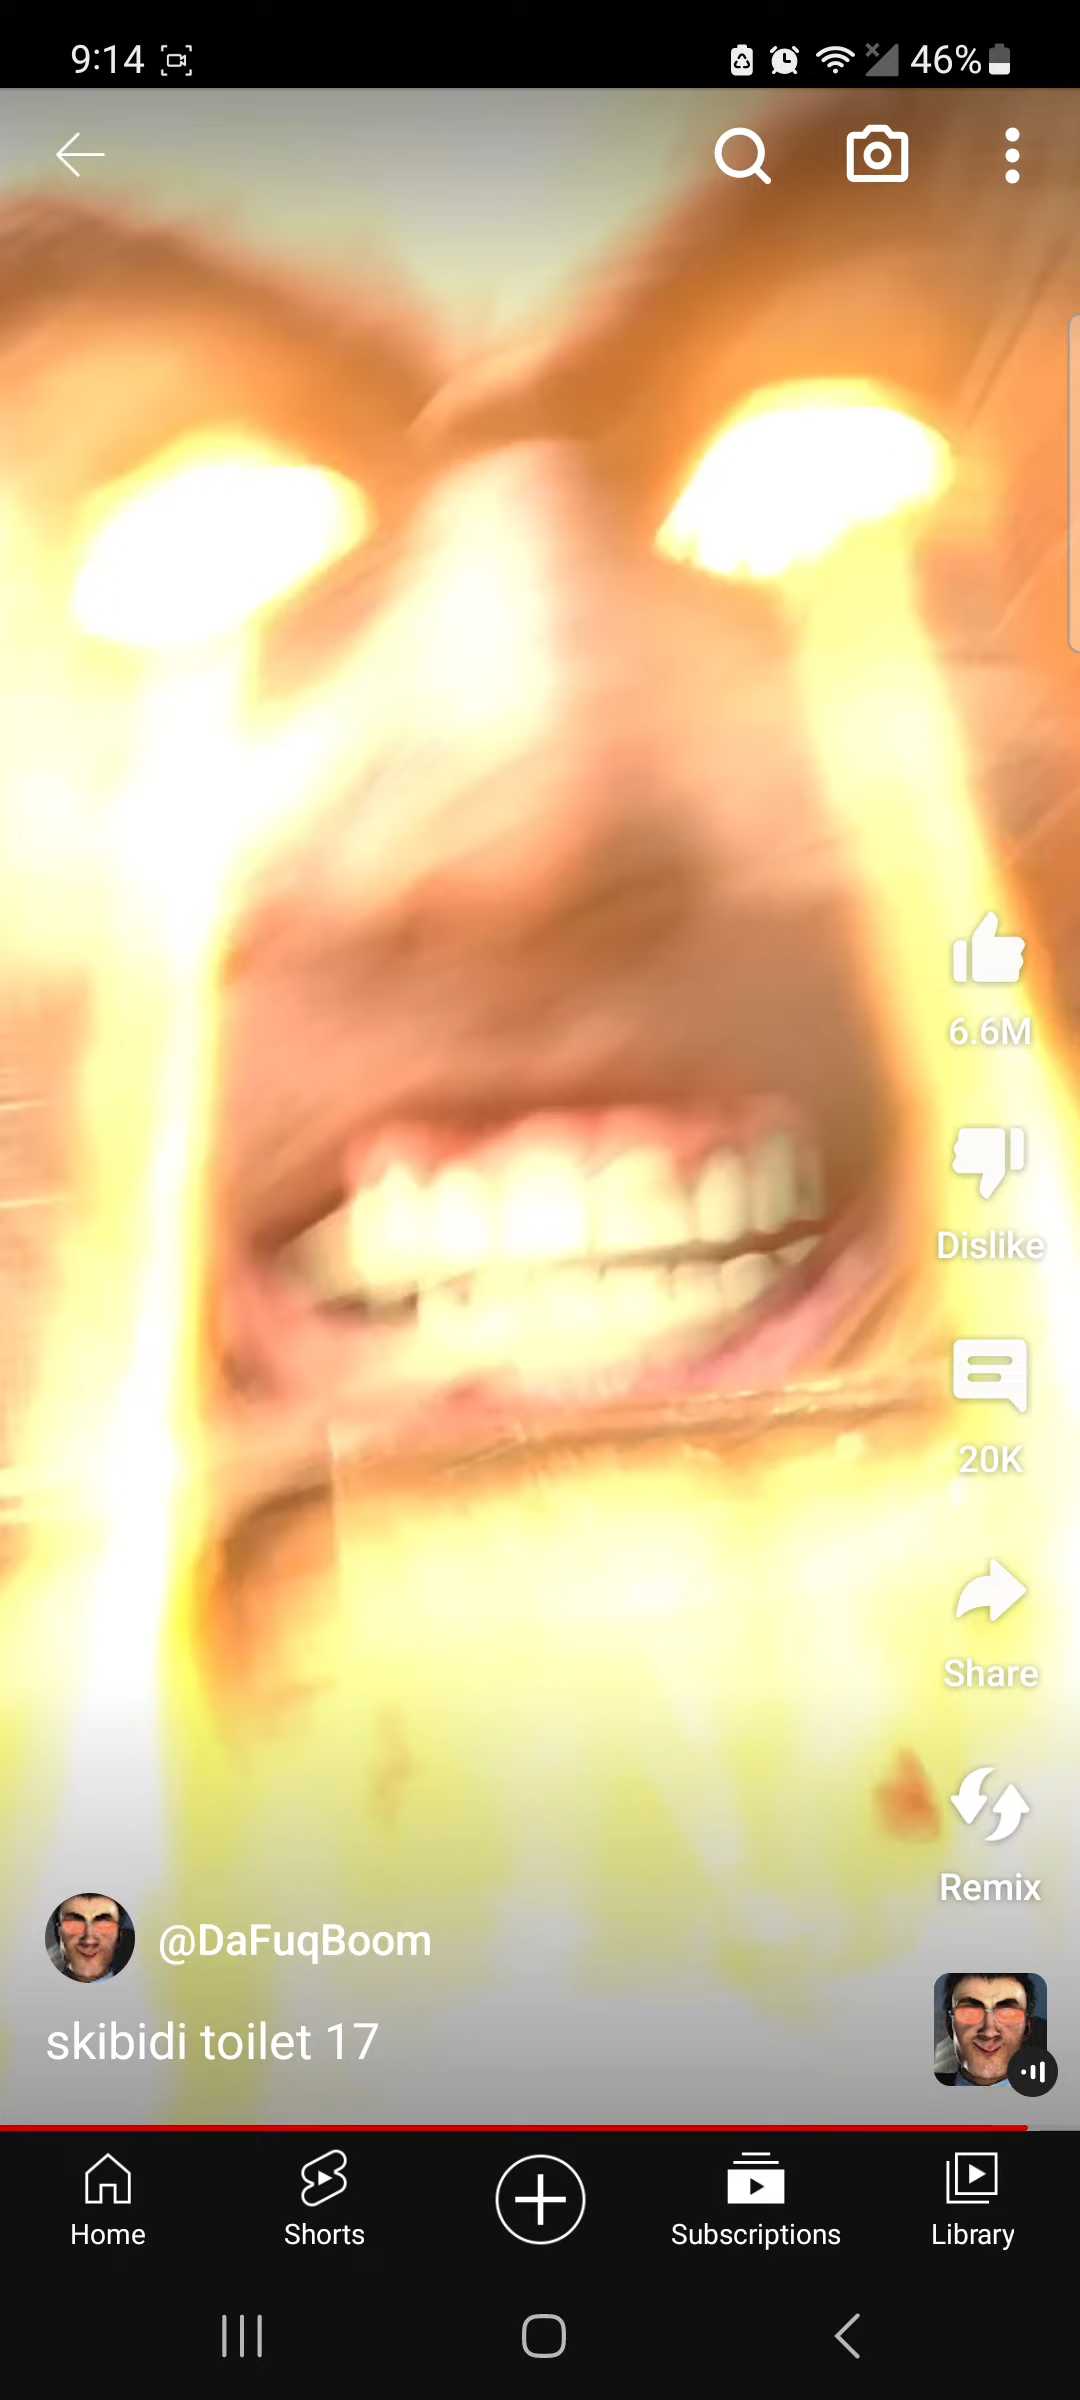 9:14
46%
6.6M
Dislike
20K
Share
Remix
@DaFuqBoom
skibidi toilet 17
Home
Shorts
Subscriptions
Library